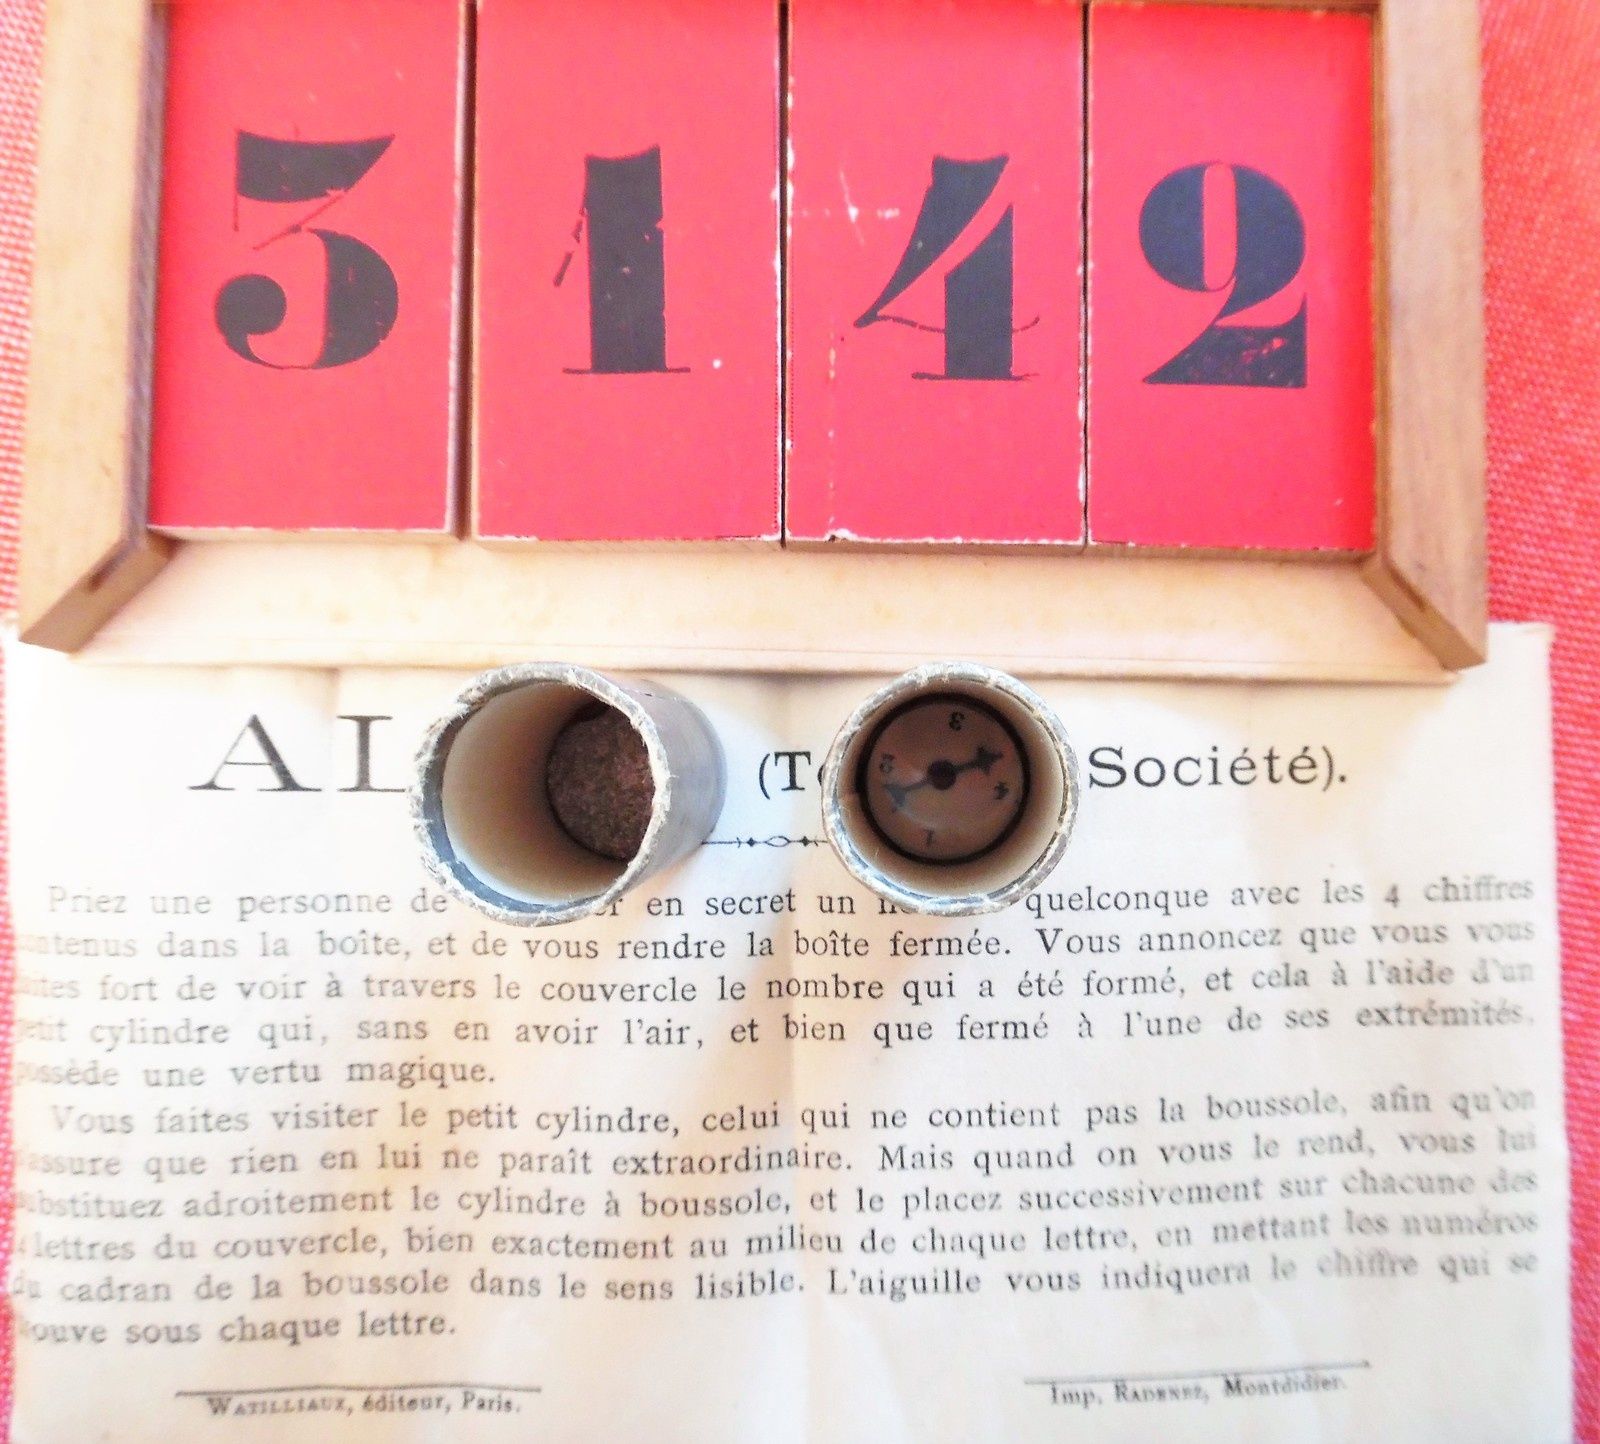 3 1 4 2
(T Société).
3
2 4
1
Priez une personne de en secret un quelconque avec les 4 chiffres
contenus dans la boîte, et de vous rendre la boîte fermée. Vous annoncez que vous vous
faites fort de voir à travers le couvercle le nombre qui a été formé, et cela à l'aide d'un
petit cylindre qui, sans en avoir l'air, et bien que fermé à l'une de ses extrémités,
possède une vertu magique.
Vous faites visiter le petit cylindre, celui qui ne contient pas la boussole, afin qu'on
s'assure que rien en lui ne paraît extraordinaire. Mais quand on vous le rend, vous lui
substituez adroitement le cylindre à boussole, et le placez successivement sur chacune des
4 lettres du couvercle, bien exactement au milieu de chaque lettre, en mettant les numéros
du cadran de la boussole dans le sens lisible. L'aiguille vous indiquera le chiffre qui se
trouve sous chaque lettre.
WATILLIAUX, éditeur, Paris.
Imp. RADENEZ, Montdidier.